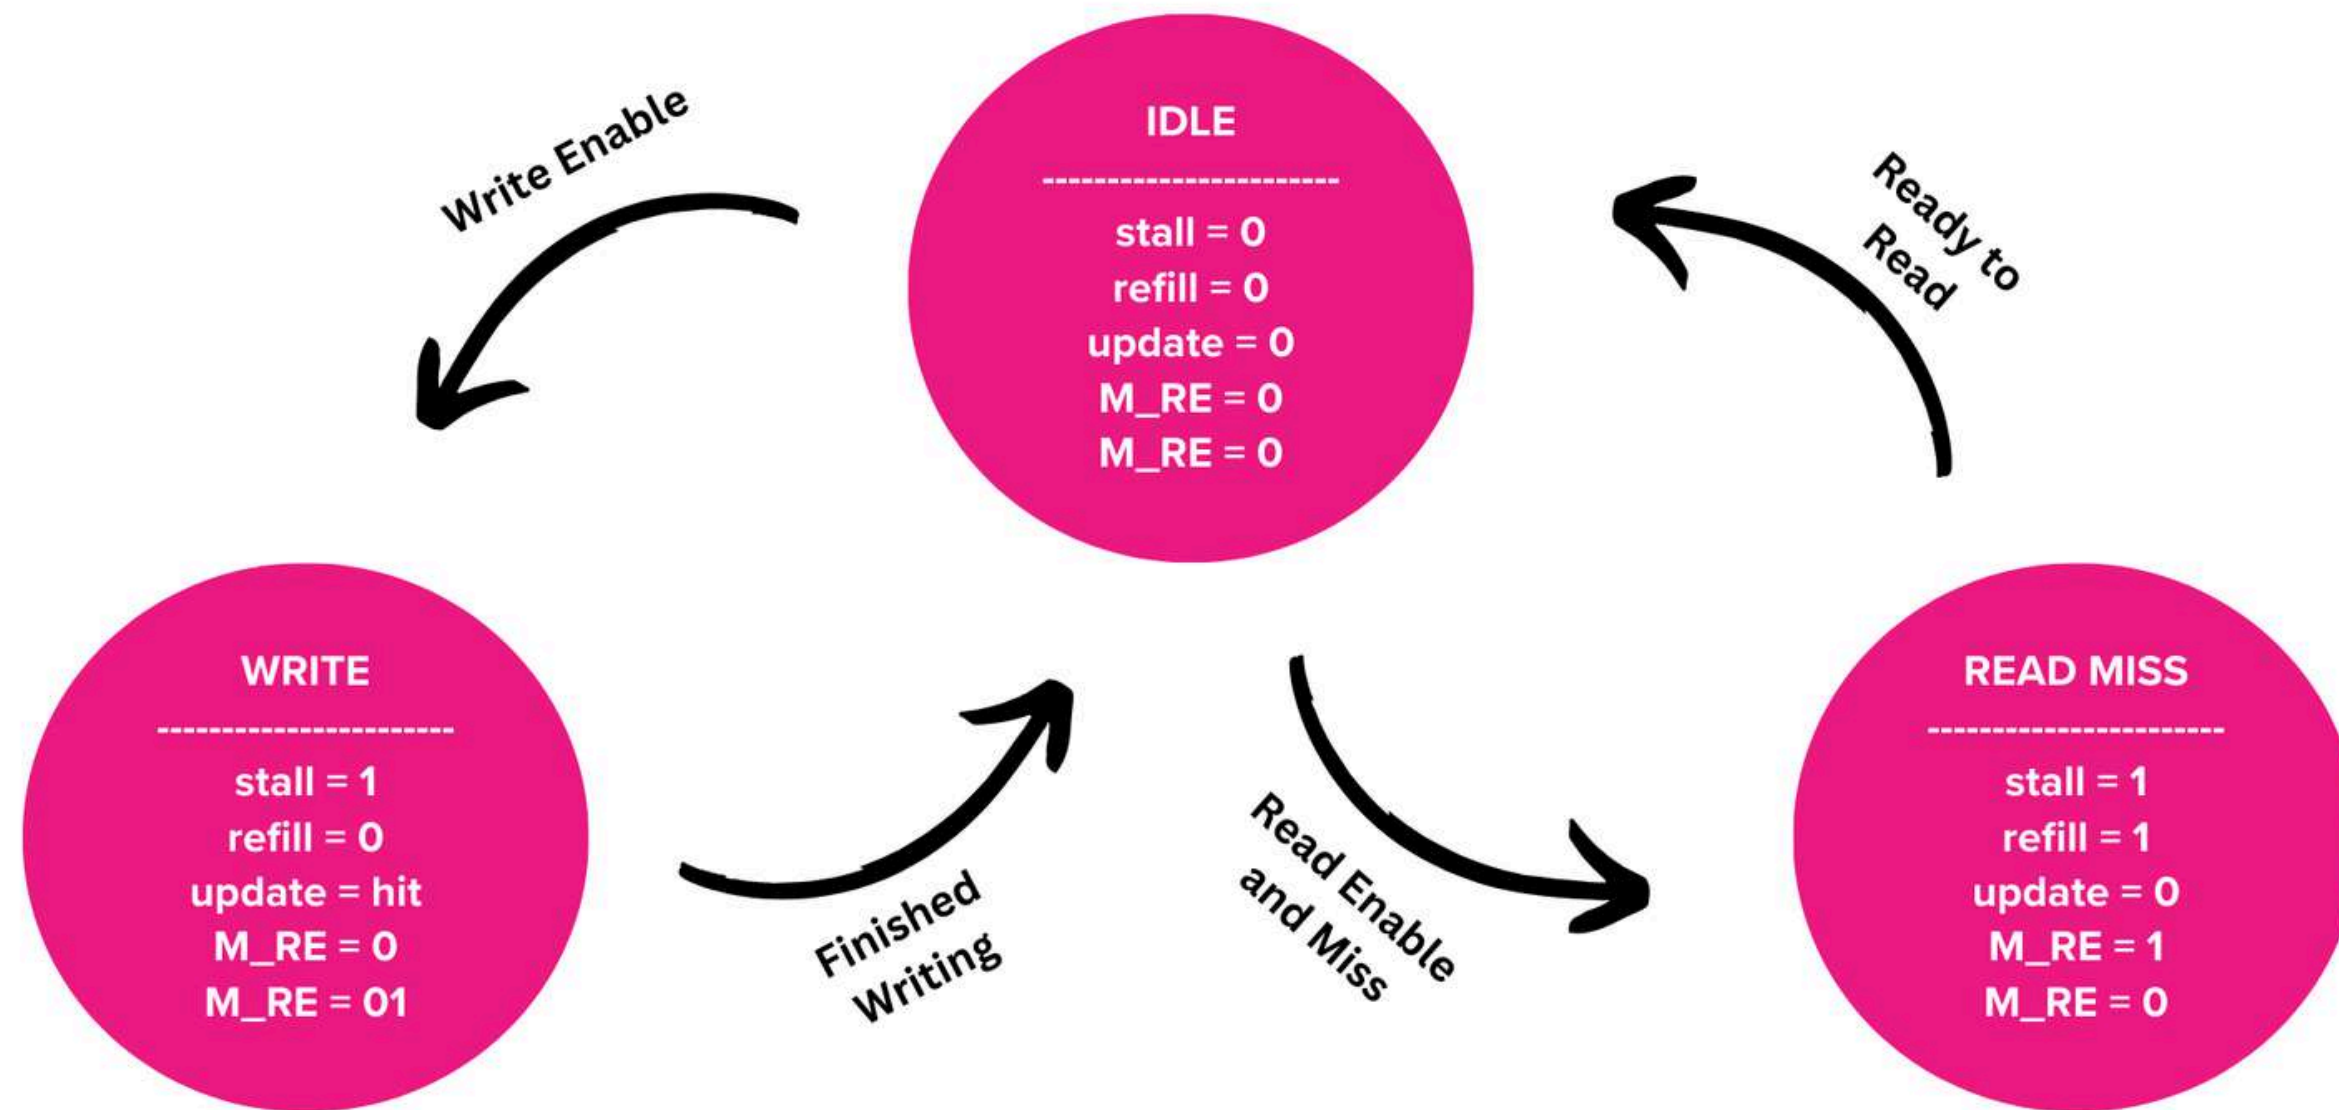 Write Enable
IDLE
-----------------------
stall = 0
refill = 0
update = 0
M_RE = 0
M_RE = 0
Ready to
Read
WRITE
-----------------------
stall = 1
refill = 0
update = hit
M_RE = 0
M_RE = 01
Finished
Writing
Read Enable
and Miss
READ MISS
-----------------------
stall = 1
refill = 1
update = 0
M_RE = 1
M_RE = 0